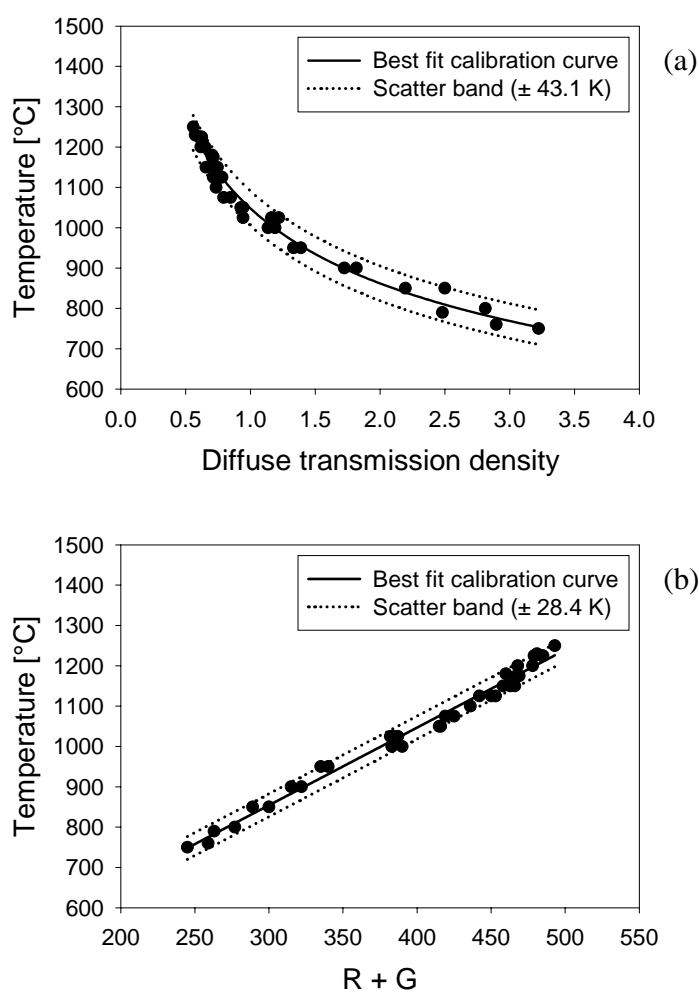 (a)
Best fit calibration curve
Scatter band (± 43.1 K)
Temperature [°C]
1500
1400
1300
1200
1100
1000
900
800
700
600
0.0 0.5 1.0 1.5 2.0 2.5 3.0 3.5 4.0
Diffuse transmission density
(b)
Best fit calibration curve
Scatter band (± 28.4 K)
Temperature [°C]
1500
1400
1300
1200
1100
1000
900
800
700
600
200 250 300 350 400 450 500 550
R + G